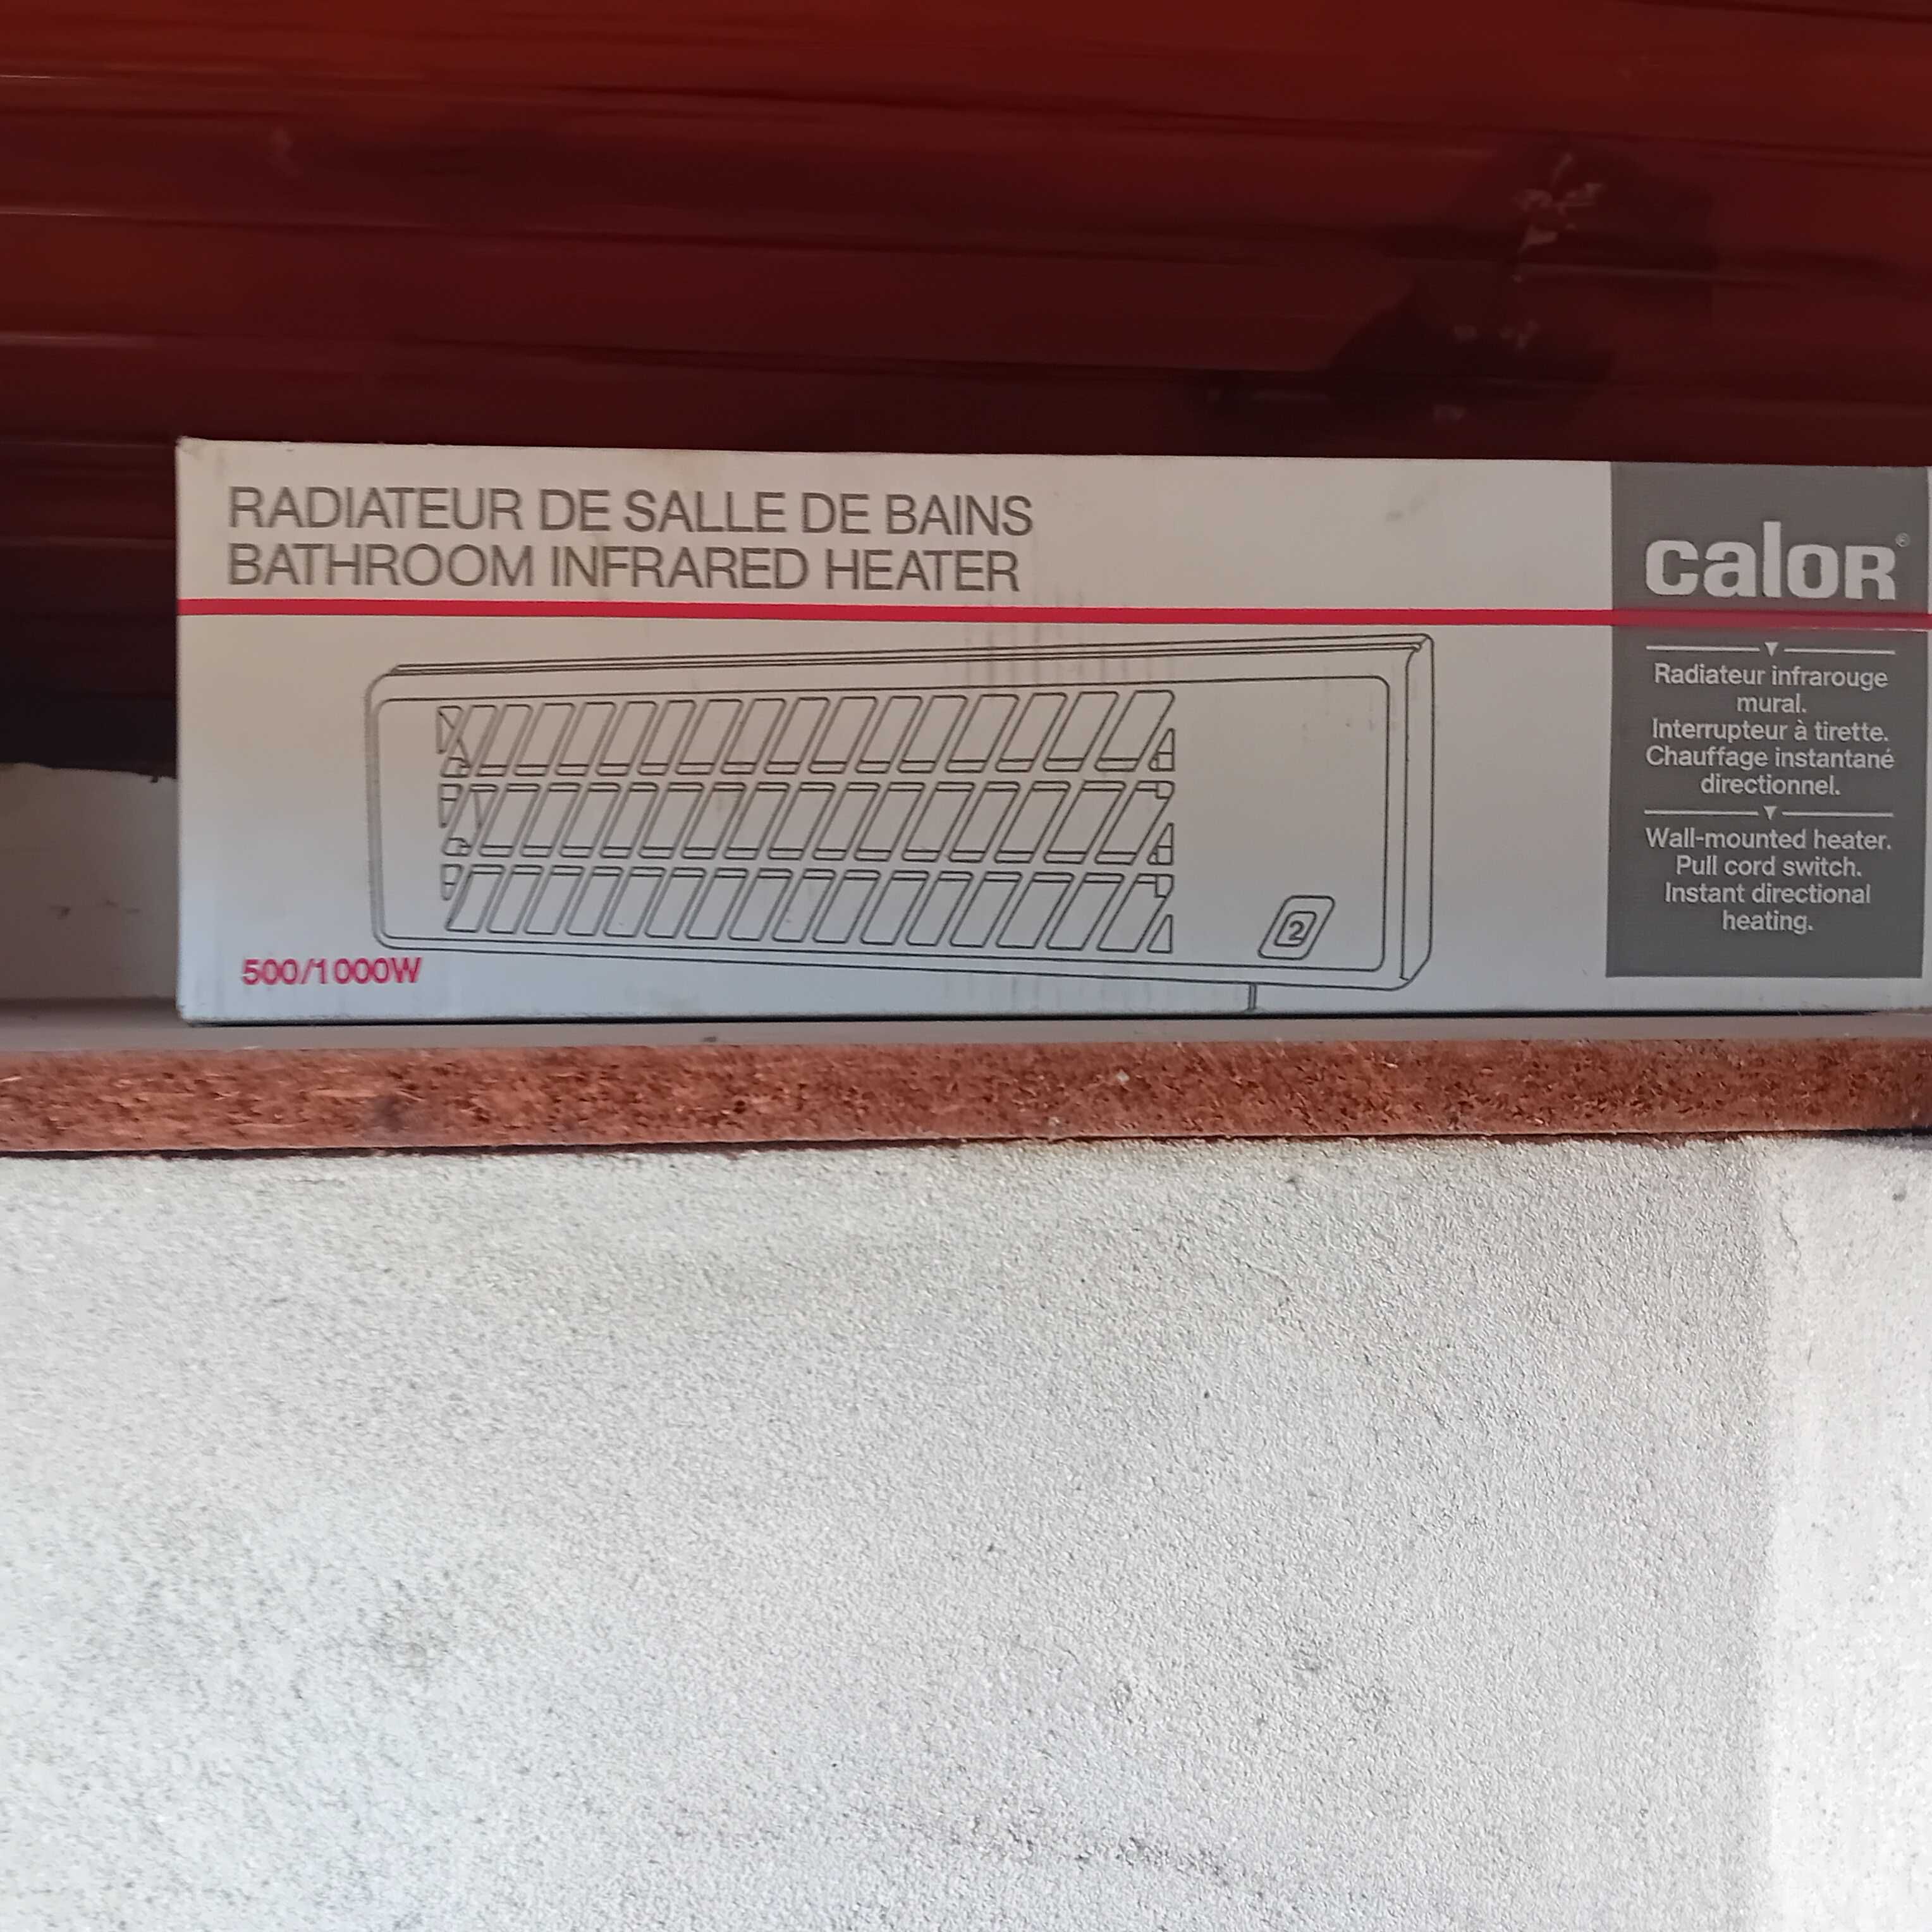 RADIATEUR DE SALLE DE BAINS
BATHROOM INFRARED HEATER
calor®
Radiateur infrarouge
mural.
Interrupteur à tirette.
Chauffage instantané
directionnel.
Wall-mounted heater.
Pull cord switch.
Instant directional
heating.
2
500/1000W